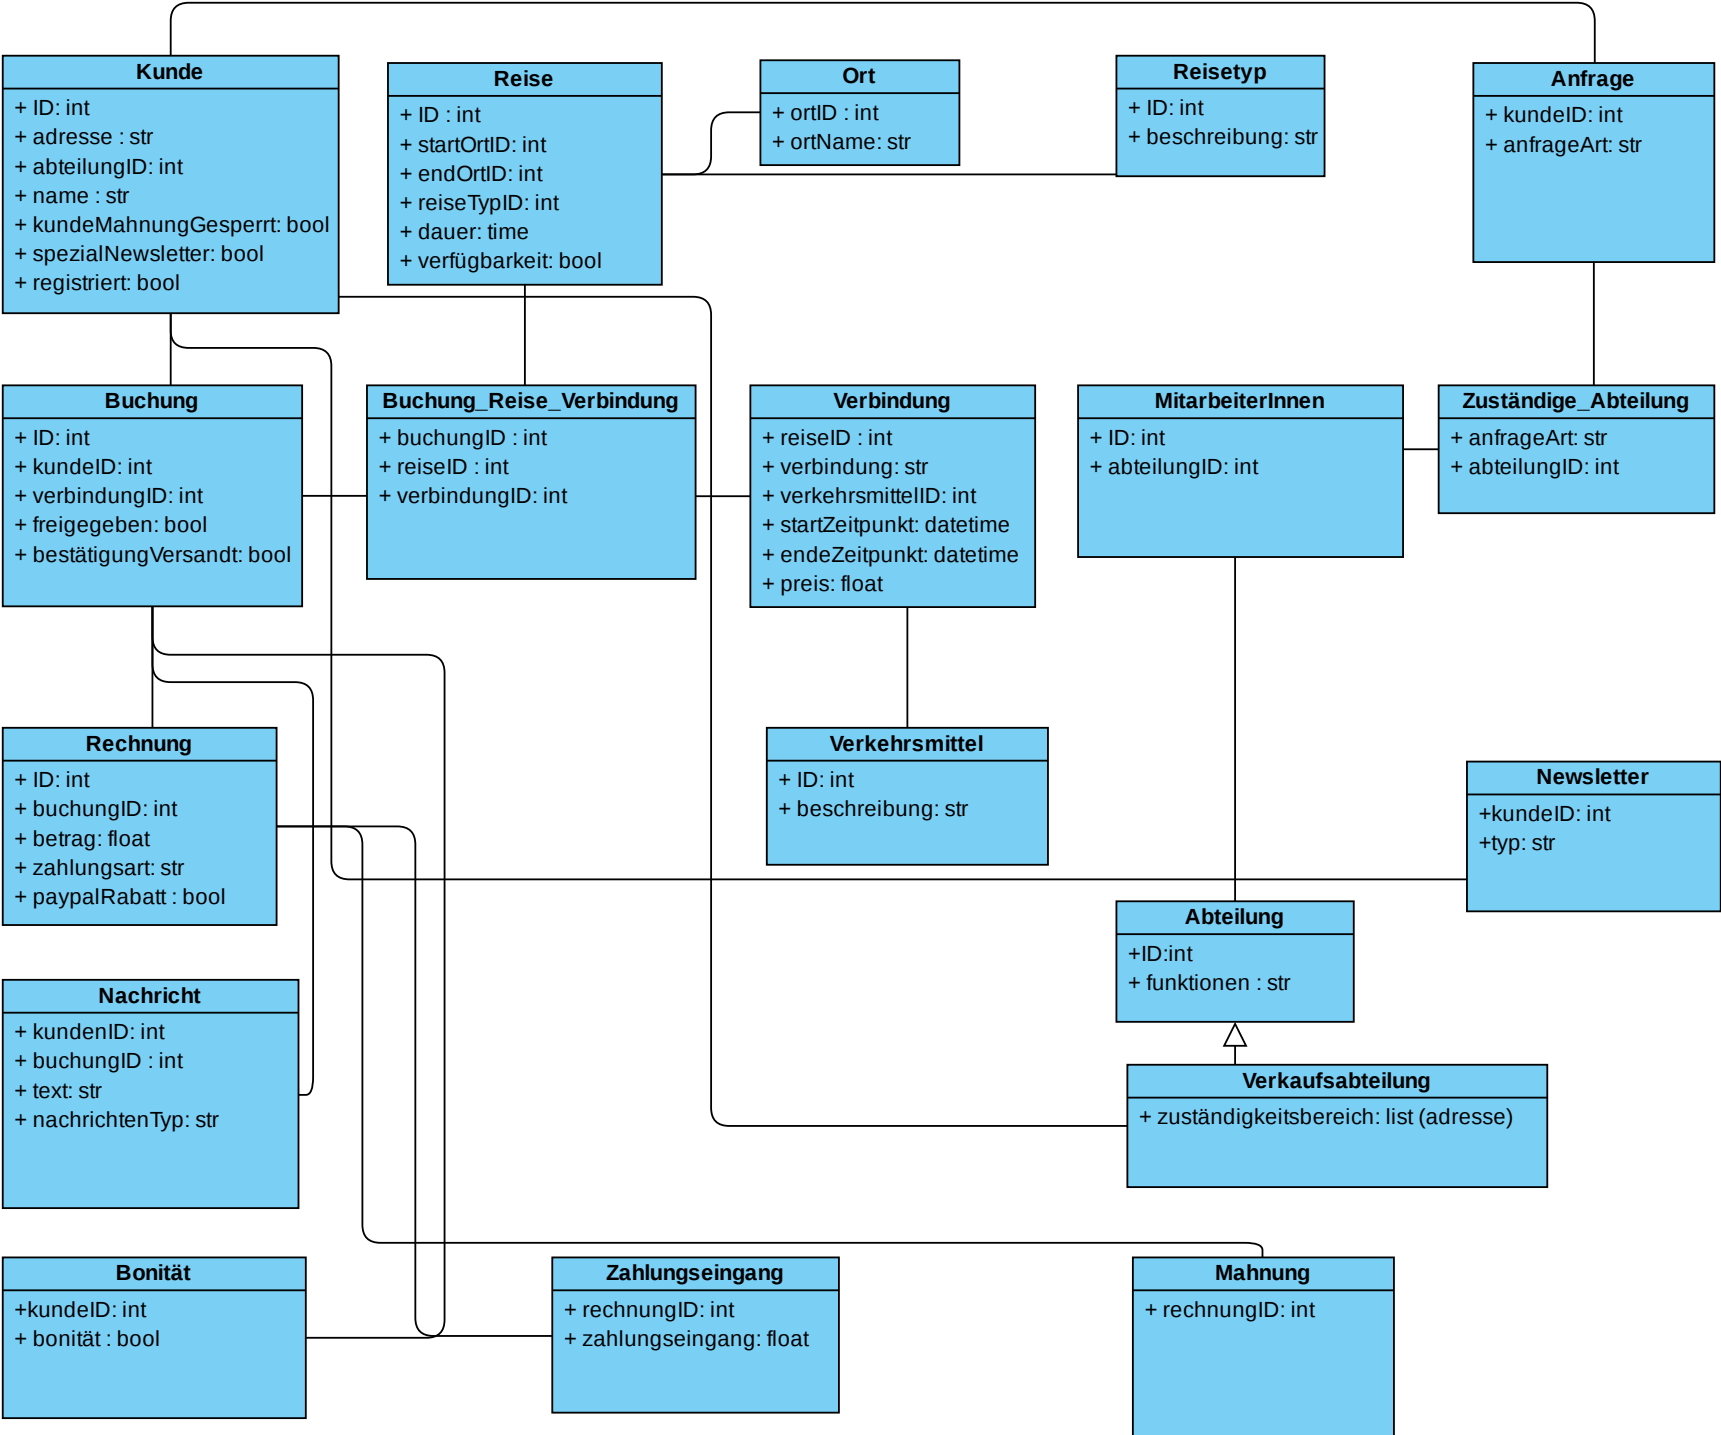 Kunde
+ ID: int
+ adresse : str
+ abteilungID: int
+ name : str
+ kundeMahnungGesperrt: bool
+ spezialNewsletter: bool
+ registriert: bool
Reise
+ ID : int
+ startOrtID: int
+ endOrtID: int
+ reiseTypID: int
+ dauer: time
+ verfügbarkeit: bool
Ort
+ ortID : int
+ ortName: str
Reisetyp
+ ID: int
+ beschreibung: str
Anfrage
+ kundeID: int
+ anfrageArt: str
Buchung
+ ID: int
+ kundeID: int
+ verbindungID: int
+ freigegeben: bool
+ bestätigungVersandt: bool
Buchung_Reise_Verbindung
+ buchungID : int
+ reiseID : int
+ verbindungID: int
Verbindung
+ reiseID : int
+ verbindung: str
+ verkehrsmittelID: int
+ startZeitpunkt: datetime
+ endeZeitpunkt: datetime
+ preis: float
MitarbeiterInnen
+ ID: int
+ abteilungID: int
Zuständige_Abteilung
+ anfrageArt: str
+ abteilungID: int
Rechnung
+ ID: int
+ buchungID: int
+ betrag: float
+ zahlungsart: str
+ paypalRabatt : bool
Verkehrsmittel
+ ID: int
+ beschreibung: str
Newsletter
+kundeID: int
+typ: str
Abteilung
+ID:int
+ funktionen : str
Nachricht
+ kundenID: int
+ buchungID : int
+ text: str
+ nachrichtenTyp: str
Verkaufsabteilung
+ zuständigkeitsbereich: list (adresse)
Bonität
+kundeID: int
+ bonität : bool
Zahlungseingang
+ rechnungID: int
+ zahlungseingang: float
Mahnung
+ rechnungID: int